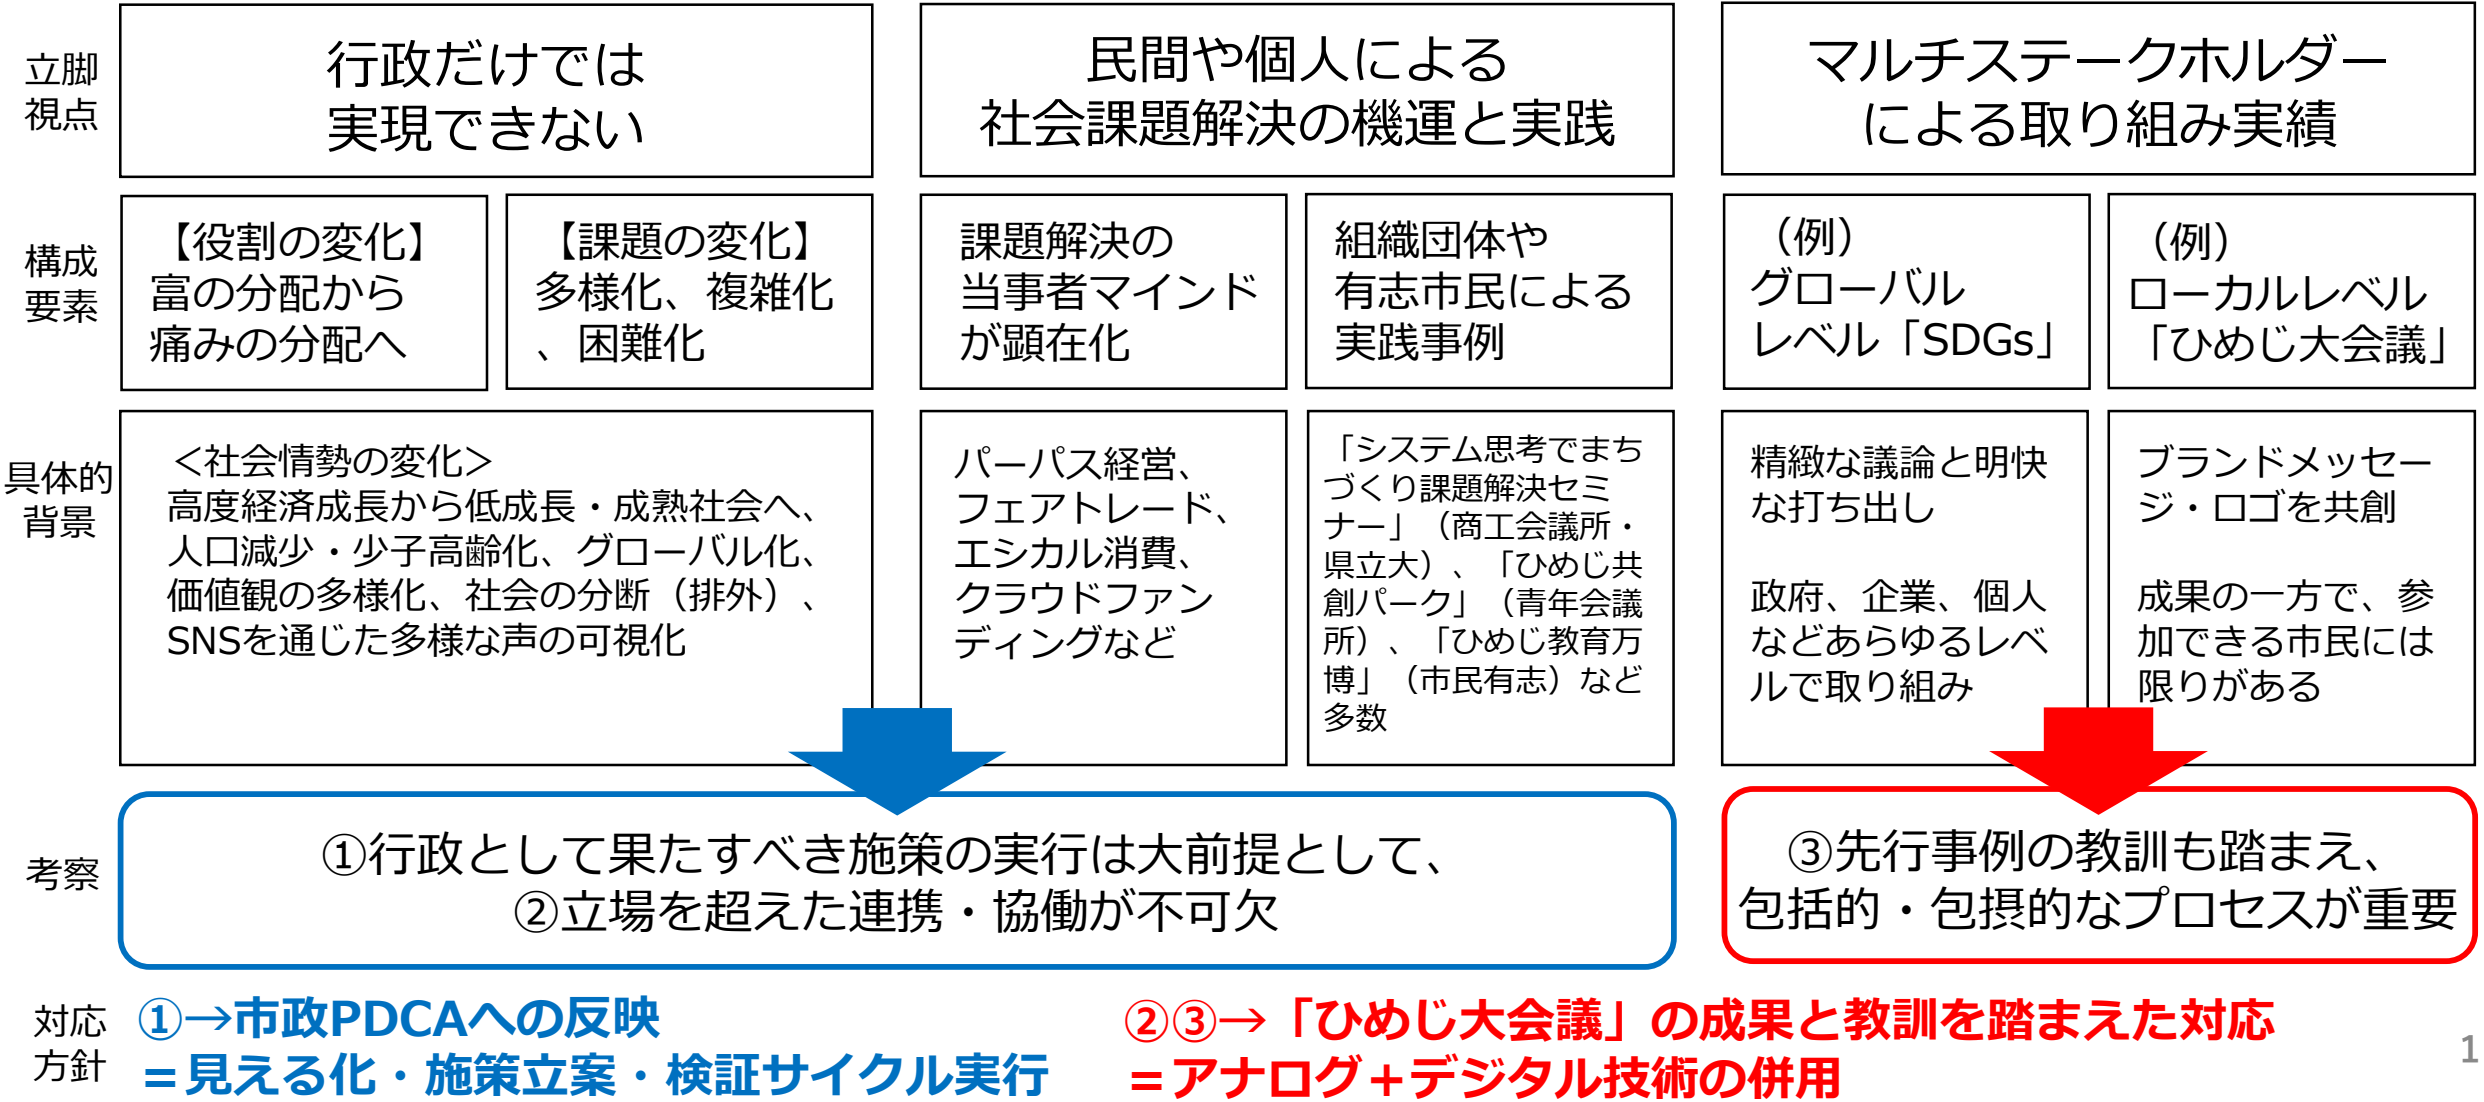 立脚
視点
行政だけでは
実現できない
民間や個人による
社会課題解決の機運と実践
マルチステークホルダー
による取り組み実績
構成
要素
【役割の変化】
富の分配から
痛みの分配へ
【課題の変化】
多様化、複雑化
、困難化
課題解決の
当事者マインド
が顕在化
組織団体や
有志市民による
実践事例
（例）
グローバル
レベル「SDGs」
（例）
ローカルレベル
「ひめじ大会議」
具体的
背景
＜社会情勢の変化＞
高度経済成長から低成長・成熟社会へ、
人口減少・少子高齢化、グローバル化、
価値観の多様化、社会の分断（排外）、
SNSを通じた多様な声の可視化
パーパス経営、
フェアトレード、
エシカル消費、
クラウドファン
ディングなど
「システム思考でまち
づくり課題解決セミ
ナー」（商工会議所・
県立大）、「ひめじ共
創パーク」（青年会議
所）、「ひめじ教育万
博」（市民有志）など
多数
精緻な議論と明快
な打ち出し
政府、企業、個人
などあらゆるレベ
ルで取り組み
ブランドメッセー
ジ・ロゴを共創
成果の一方で、参
加できる市民には
限りがある
考察
①行政として果たすべき施策の実行は大前提として、
②立場を超えた連携・協働が不可欠
③先行事例の教訓も踏まえ、
包括的・包摂的なプロセスが重要
対応
方針
①→市政PDCAへの反映
＝見える化・施策立案・検証サイクル実行
②③→「ひめじ大会議」の成果と教訓を踏まえた対応
＝アナログ＋デジタル技術の併用
1